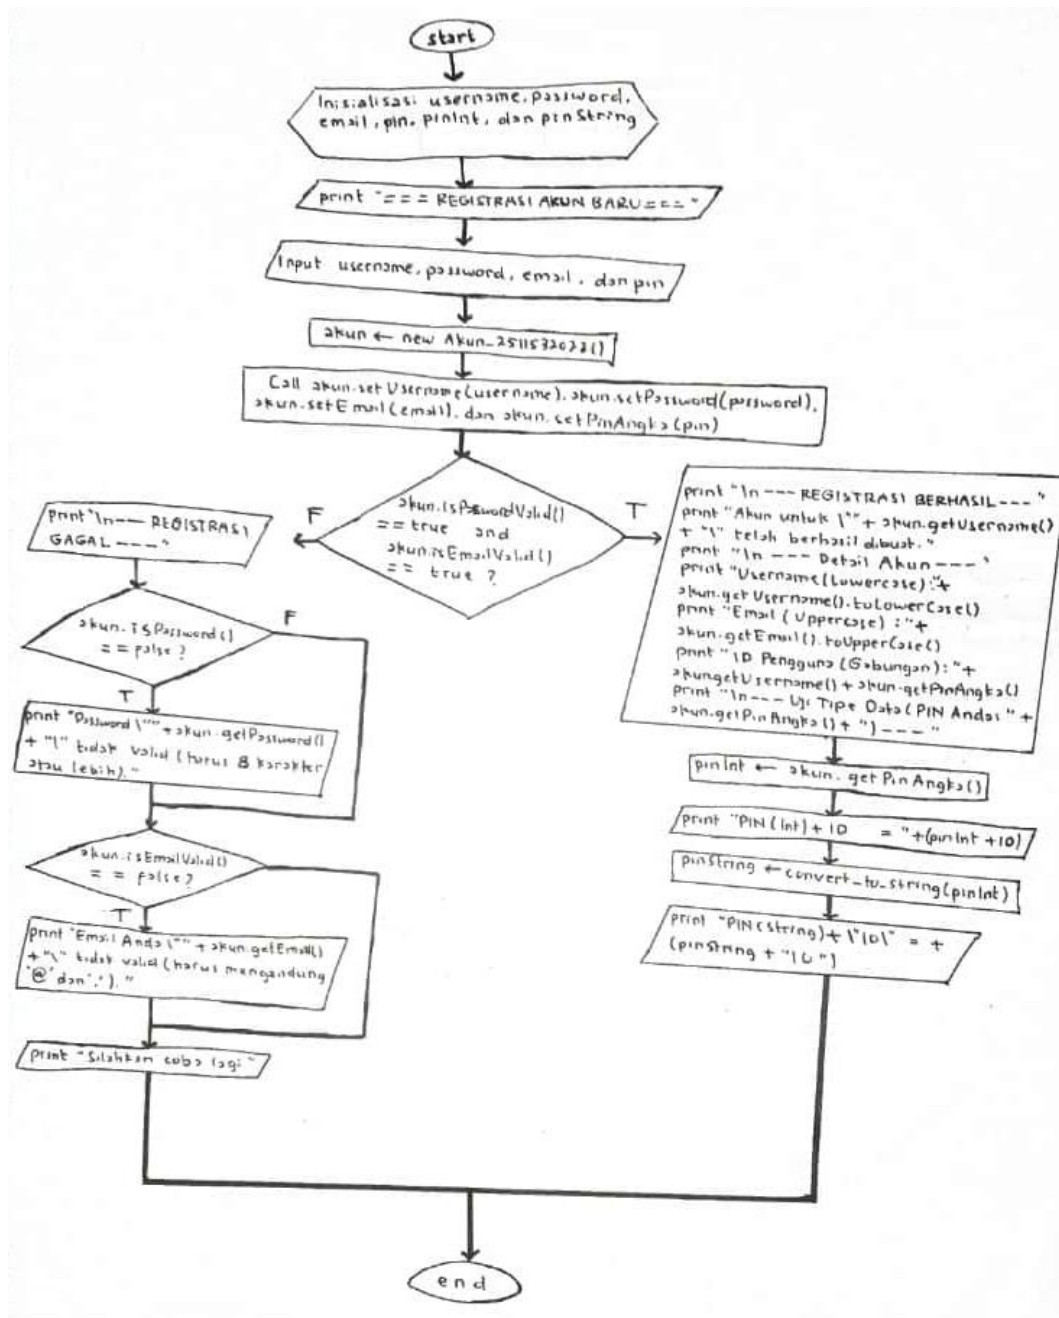 start
Inisialisasi username, password,
email, pin, pinInt, dan pinString
print "=== REGISTRASI AKUN BARU==="
Input username, password, email, dan pin
akun ← new Akun_2511532022()
Call akun.setUsername(username), akun.setPassword(password),
akun.setEmail(email), dan akun.setPinAngka(pin)
akun.isPasswordValid()
== true and
akun.isEmailValid()
== true ?
F
T
print "\n--- REGISTRASI
GAGAL ---"
akun.isPassword()
== false ?
F
T
print "Password \"" + akun.getPassword()
+ "\" tidak valid (harus 8 karakter
atau lebih)."
akun.isEmailValid()
== false?
T
print "Email Anda \"" + akun.getEmail()
+ "\" tidak valid (harus mengandung
'@' dan '.')."
print "Silahkan coba lagi"
print "\n --- REGISTRASI BERHASIL--- "
print "Akun untuk \"" + akun.getUsername()
+ "\" telah berhasil dibuat."
print "\n --- Detail Akun --- "
print "Username(Lowercase):"+
akun.getUsername().toLowerCase()
print "Email (Uppercase) :"+
akun.getEmail().toUpperCase()
print "ID Pengguna (Gabungan): "+
akungetUsername() + akun.getPinAngka()
print "\n--- Uji Tipe Data (PIN Anda: " +
akun.getPinAngka() + ") --- "
pinInt ← akun.getPinAngka()
print "PIN (Int) + 10 = "+(pinInt +10)
pinString ← convert_to_string(pinInt)
print "PIN(String)+ \"10\" = +
(pinString + "10")
end